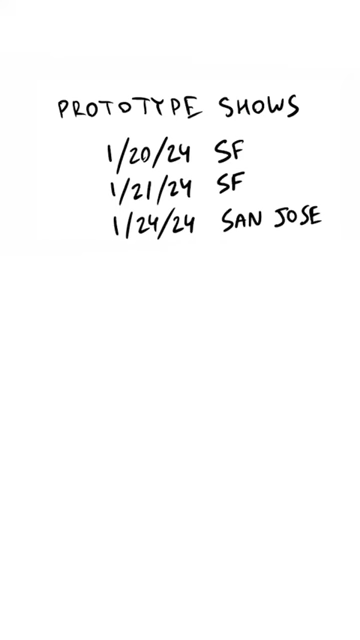 PROTOTYPE SHOWS
1/20/24 SF
1/21/24 SF
1/24/24 SAN JOSE